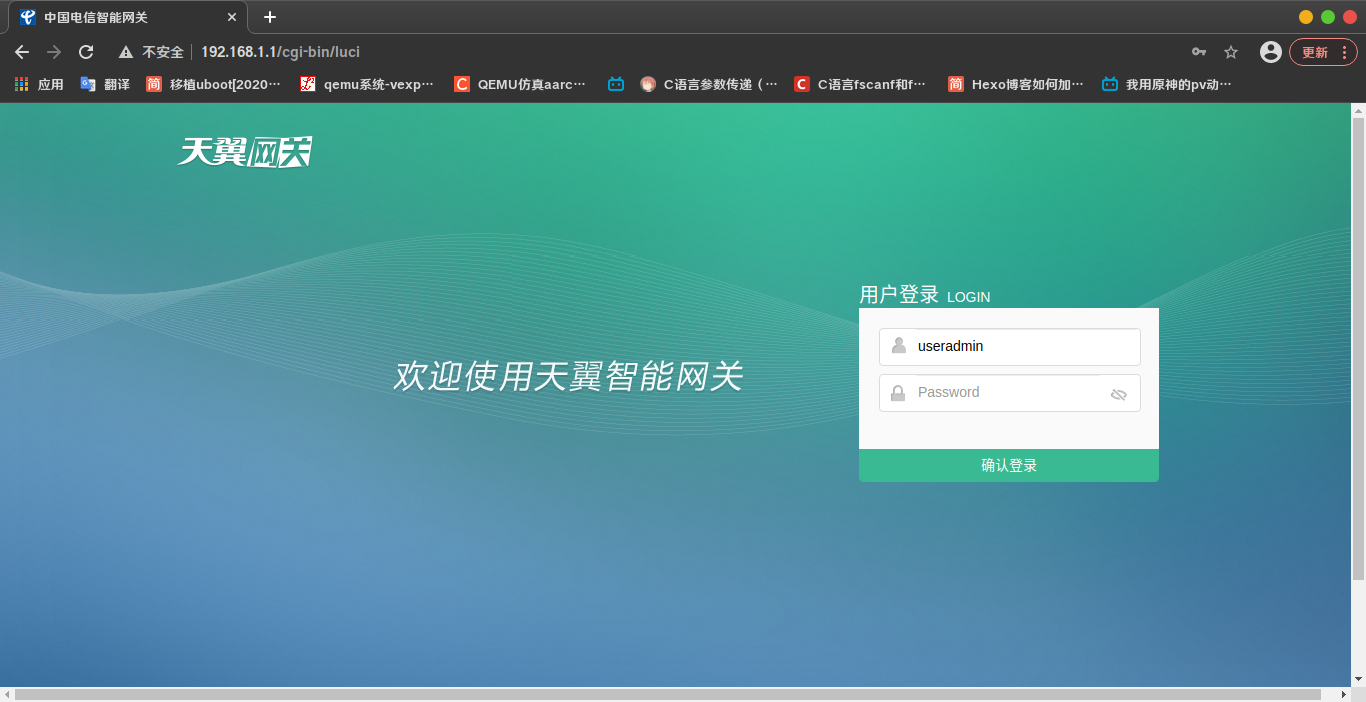 中国电信智能网关
不安全 192.168.1.1/cgi-bin/luci 更新
应用 翻译 简 移植uboot[2020… qemu系统-vexp… C QEMU仿真aarc… C语言参数传递（… C C语言fscanf和f… 简 Hexo博客如何加… 我用原神的pv动…
天翼网关
用户登录 LOGIN
useradmin
欢迎使用天翼智能网关
Password
确认登录